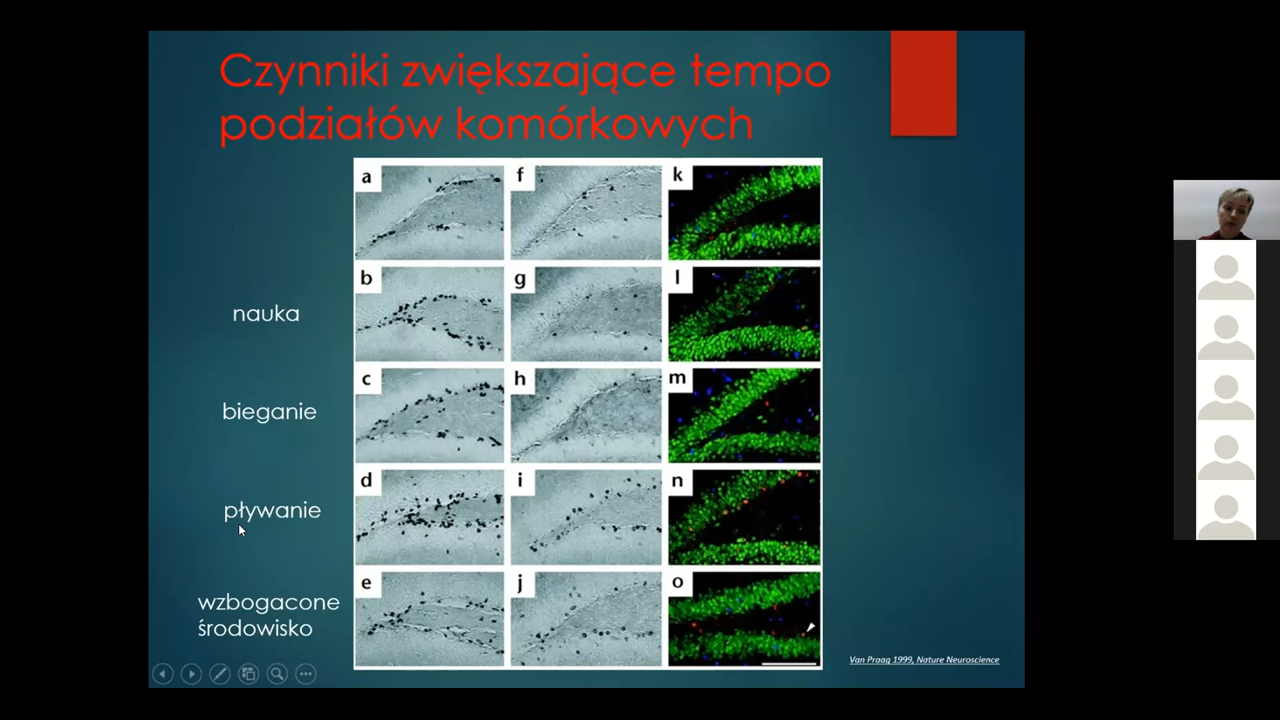 Czynniki zwiększające tempo
podziałów komórkowych
a f k
b g l
nauka
c h m
bieganie
d i n
pływanie
e j o
wzbogacone
środowisko
Van Praag 1999, Nature Neuroscience